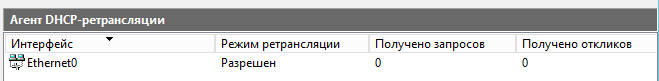 Агент DHCP-ретрансляции
Интерфейс Режим ретрансляции Получено запросов Получено откликов
Ethernet0 Разрешен 0 0